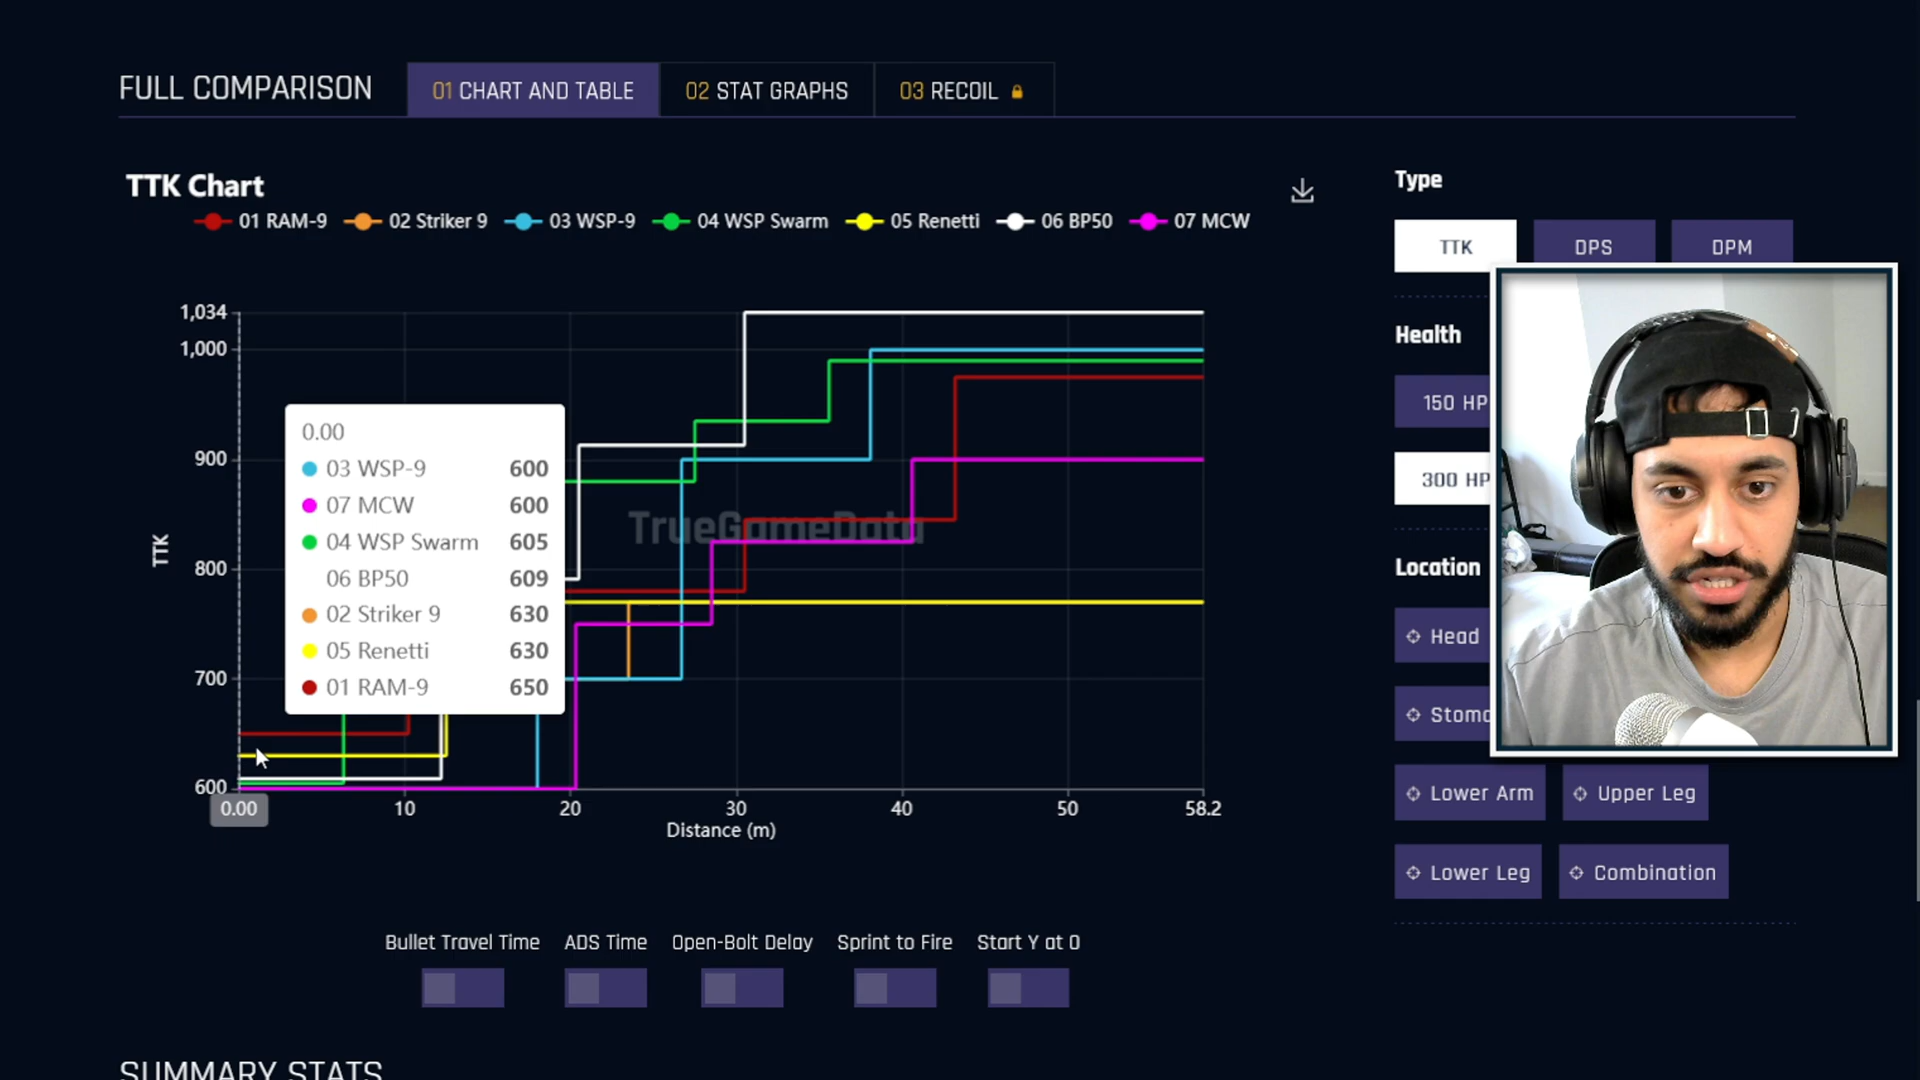 FULL COMPARISON
01 CHART AND TABLE
02 STAT GRAPHS
03 RECOIL
TTK Chart
01 RAM-9
02 Striker 9
03 WSP-9
04 WSP Swarm
05 Renetti
06 BP50
07 MCW
Type
TTK
DPS
DPM
Health
150 HP
300 HP
Location
Head
Lower Arm
Upper Leg
Lower Leg
Combination
1,034
1,000
900
800
700
600
TTK
TrueGameData
0.00
03 WSP-9 600
07 MCW 600
04 WSP Swarm 605
06 BP50 609
02 Striker 9 630
05 Renetti 630
01 RAM-9 650
0.00
10
20
30
40
50
58.2
Distance (m)
Bullet Travel Time
ADS Time
Open-Bolt Delay
Sprint to Fire
Start Y at 0
SUMMARY STATS